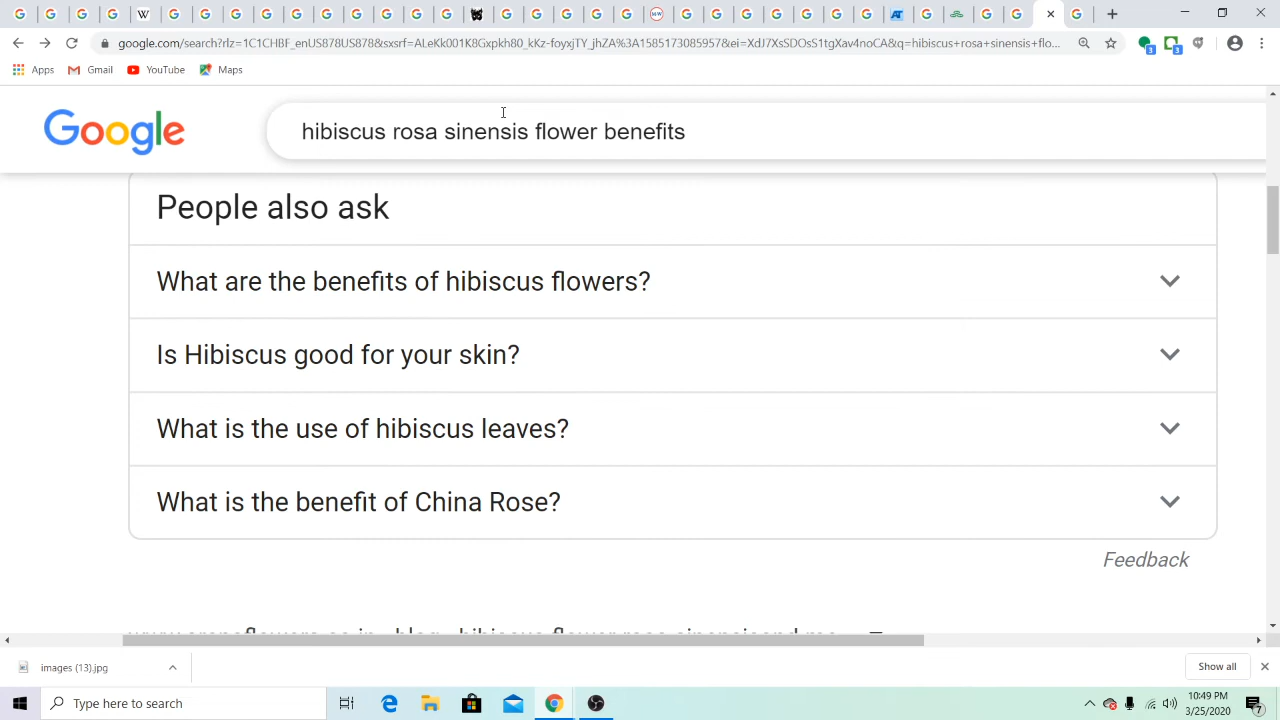 google.com/search?rlz=1C1CHBF_enUS878US878&sxsrf=ALeKk001k3Gxpkh80_kKz-foyxjTY_jhZA%3A1585173085957&ei=XdJ7XsSDOsS1tgXav4noCA&q=hibiscus+rosa+sinensis+flo...
Apps Gmail YouTube Maps
Google
hibiscus rosa sinensis flower benefits
People also ask
What are the benefits of hibiscus flowers?
Is Hibiscus good for your skin?
What is the use of hibiscus leaves?
What is the benefit of China Rose?
Feedback
images (13).jpg
Show all
Type here to search
10:49 PM
3/25/2020
7